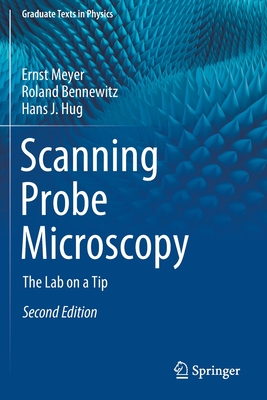 Graduate Texts in Physics
Ernst Meyer
Roland Bennewitz
Hans J. Hug
Scanning
Probe
Microscopy
The Lab on a Tip
Second Edition
Springer